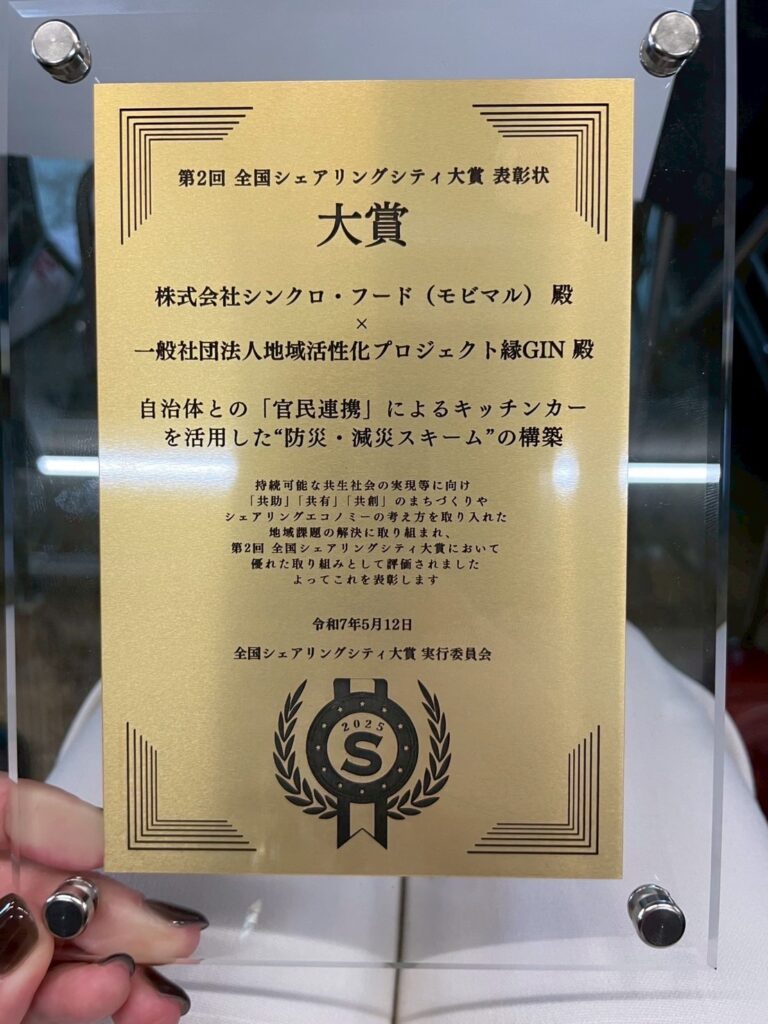 第2回 全国シェアリングシティ大賞 表彰状
大賞
株式会社シンクロ・フード（モビマル） 殿
×
一般社団法人地域活性化プロジェクト縁GIN 殿
自治体との「官民連携」によるキッチンカー
を活用した“防災・減災スキーム”の構築
持続可能な共生社会の実現等に向け
「共助」「共有」「共創」のまちづくりや
シェアリングエコノミーの考え方を取り入れた
地域課題の解決に取り組まれ、
第2回 全国シェアリングシティ大賞において
優れた取り組みとして評価されました
よってこれを表彰します
令和7年5月12日
全国シェアリングシティ大賞 実行委員会
2025
S